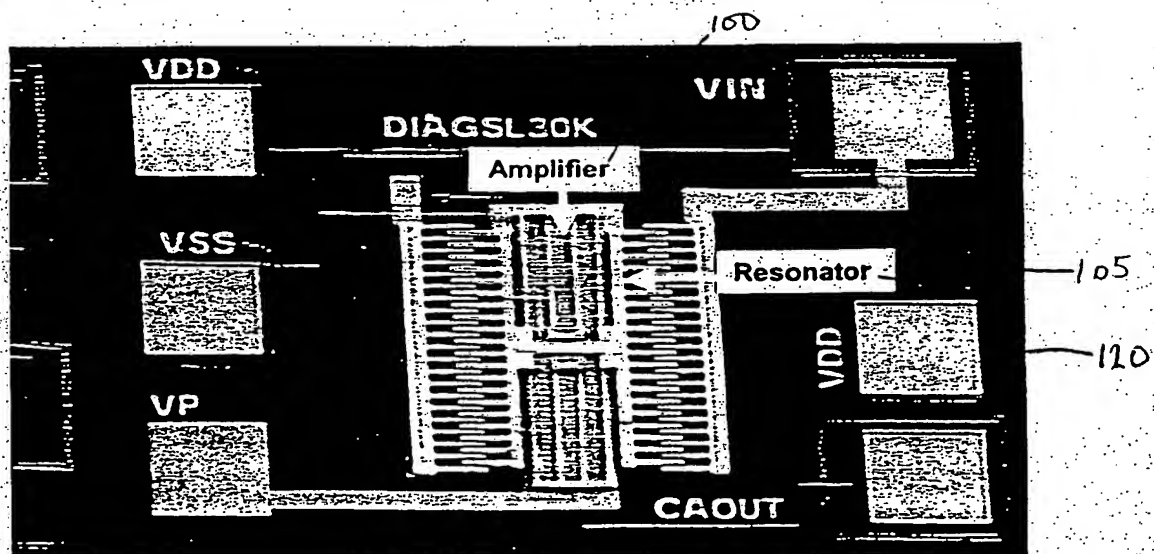 100
VDD
VIN
DIAGSL30K
Amplifier
VSS
Resonator
105
VDD
120
VP
CAOUT